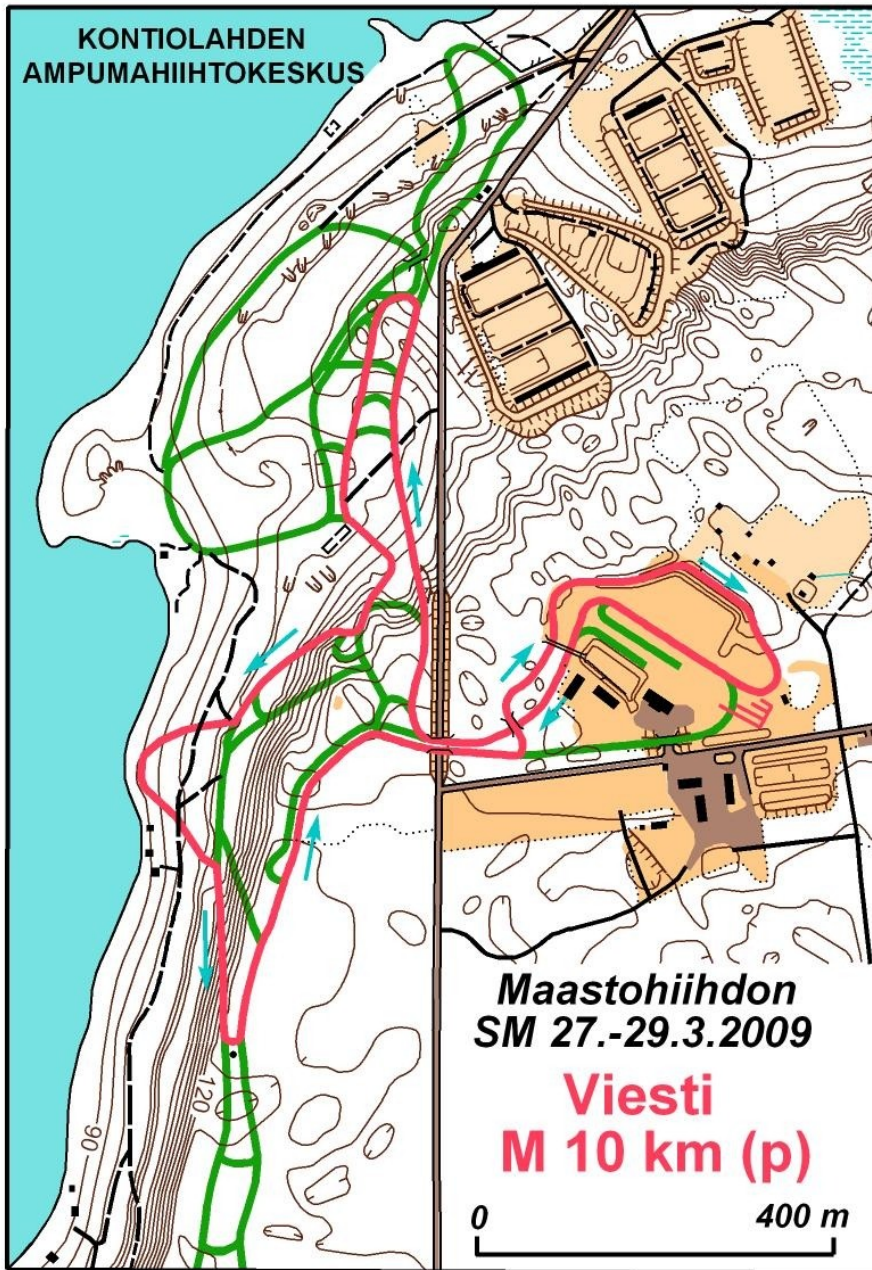 KONTIOLAHDEN
AMPUMAHIIHTOKESKUS
Maastohiihdon
SM 27.-29.3.2009
Viesti
M 10 km (p)
0 400 m
120
90